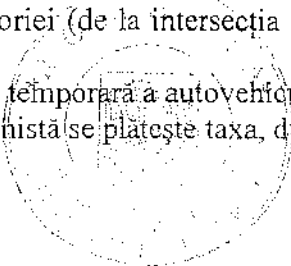 oriei (de la intersecția
temporară a autovehic
nistă se plătește taxa, d